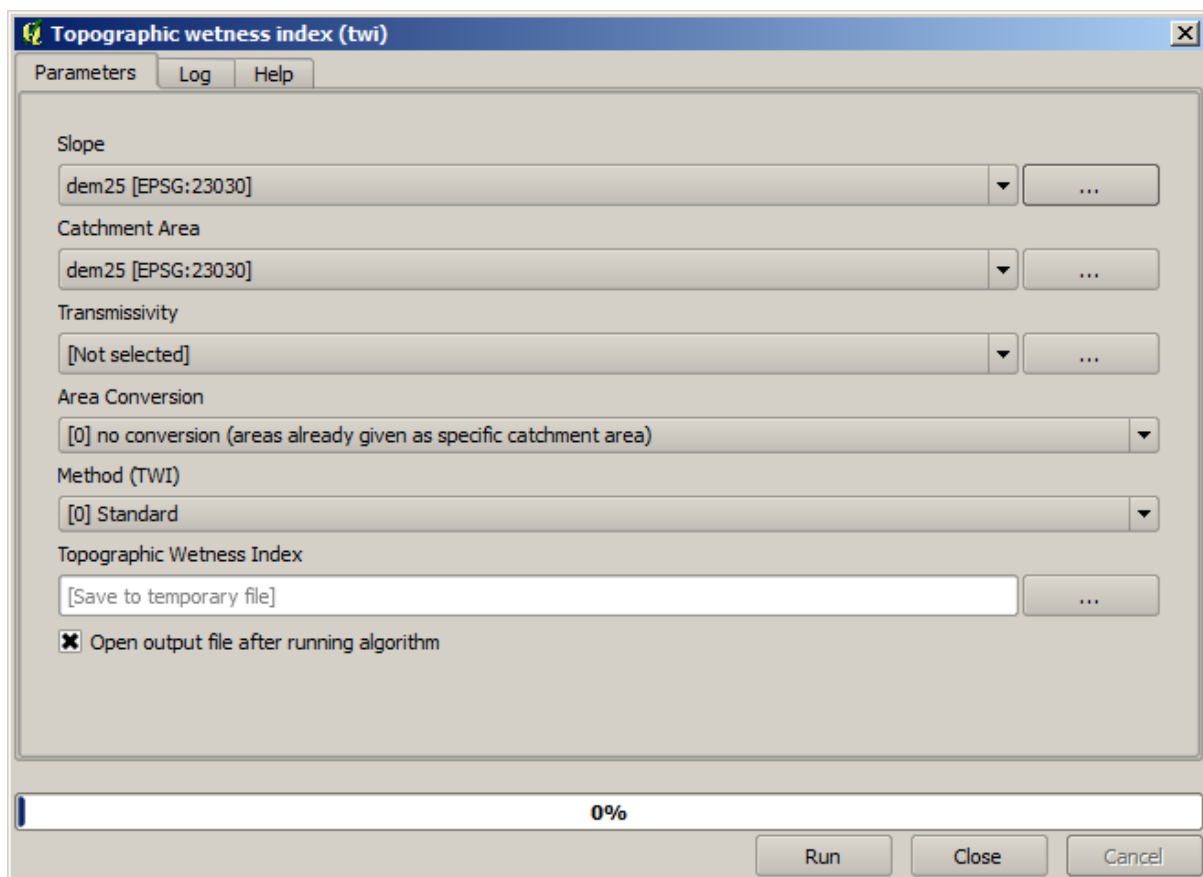 Topographic wetness index (twi)
Parameters Log Help
Slope
dem25 [EPSG:23030]
...
Catchment Area
dem25 [EPSG:23030]
...
Transmissivity
[Not selected]
...
Area Conversion
[0] no conversion (areas already given as specific catchment area)
Method (TWI)
[0] Standard
Topographic Wetness Index
[Save to temporary file]
...
Open output file after running algorithm
0%
Run Close Cancel